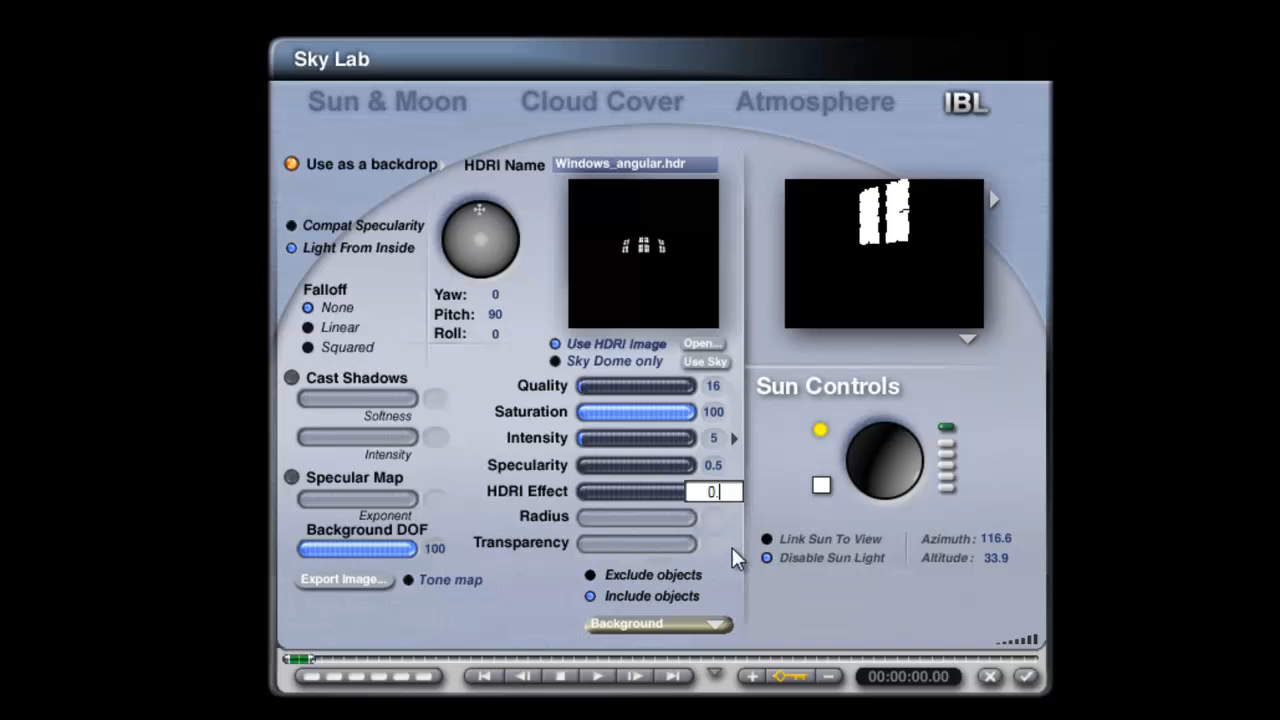 Sky Lab
Sun & Moon Cloud Cover Atmosphere IBL
Use as a backdrop
HDRI Name Windows_angular.hdr
Compat Specularity
Light From Inside
Falloff
None
Linear
Squared
Yaw: 0
Pitch: 90
Roll: 0
Use HDRI Image Open...
Sky Dome only Use Sky
Cast Shadows
Softness
Intensity
Specular Map
Exponent
Background DOF
100
Export Image... Tone map
Quality 16
Saturation 100
Intensity 5
Specularity 0.5
HDRI Effect 0.
Radius
Transparency
Exclude objects
Include objects
Background
Sun Controls
Link Sun To View
Disable Sun Light
Azimuth: 116.6
Altitude: 33.9
00:00:00.00